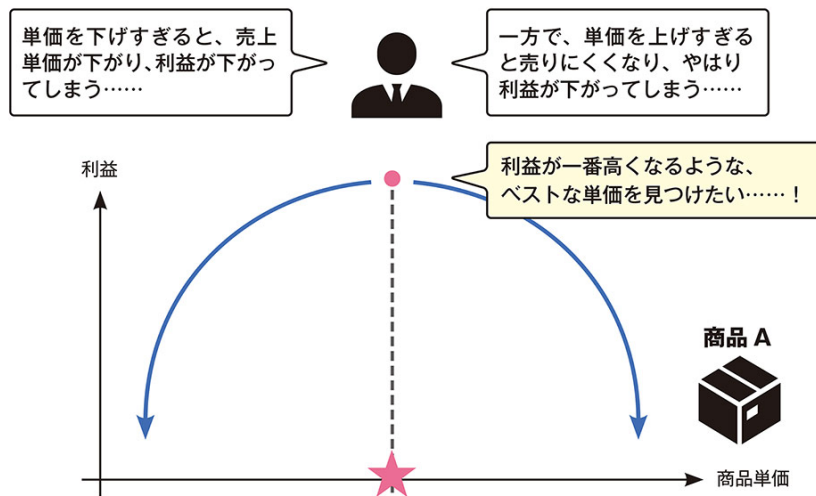 単価を下げすぎると、売上
単価が下がり、利益が下がっ
てしまう……
一方で、単価を上げすぎる
と売りにくくなり、やはり
利益が下がってしまう……
利益が一番高くなるような、
ベストな単価を見つけたい……！
利益
商品 A
商品単価